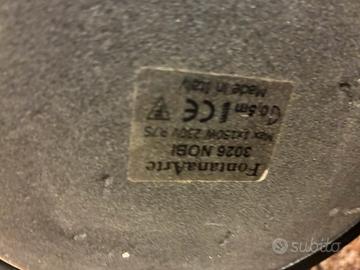 FontanaArte
3026 NOBI
Max 1x150W 230V R7S
0,5m CE
Made in Italy
subito